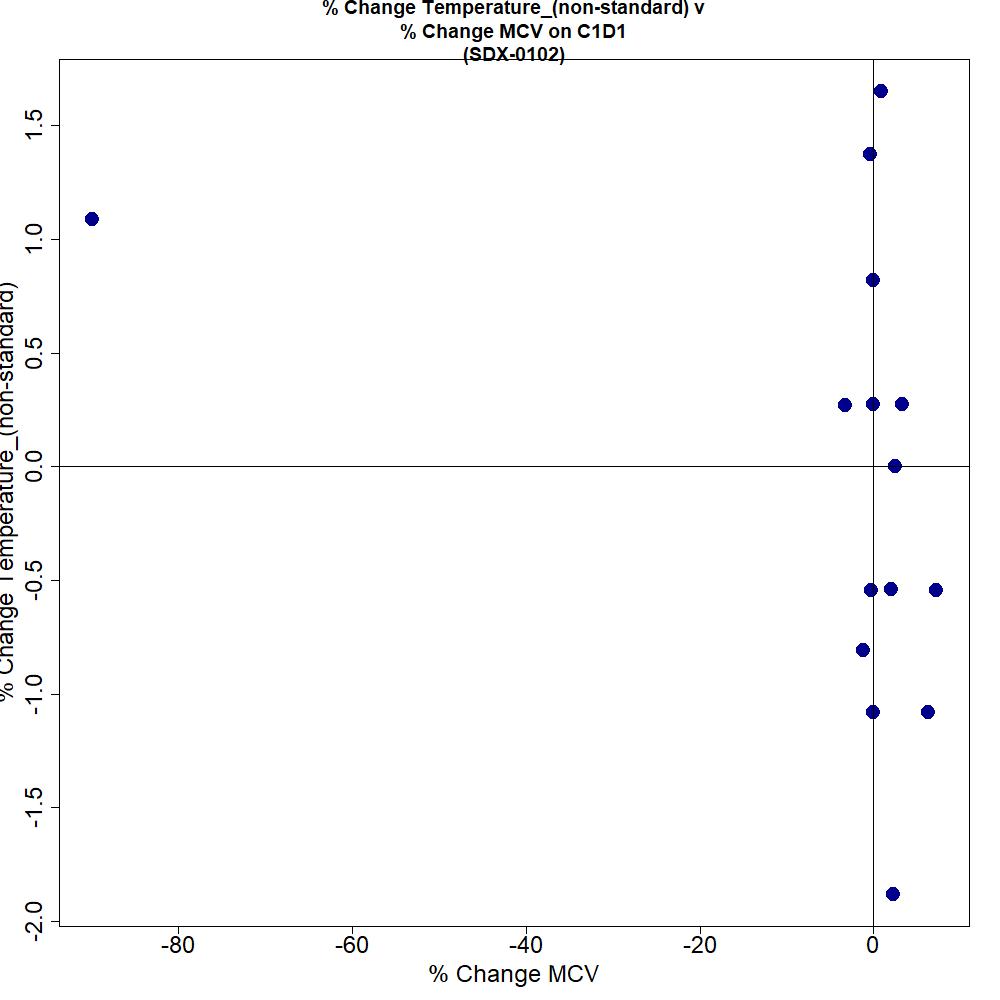 % Change Temperature_(non-standard) v
% Change MCV on C1D1
(SDX-0102)
% Change Temperature_(non-standard)
1.5
1.0
0.5
0.0
-0.5
-1.0
-1.5
-2.0
-80
-60
-40
-20
0
% Change MCV